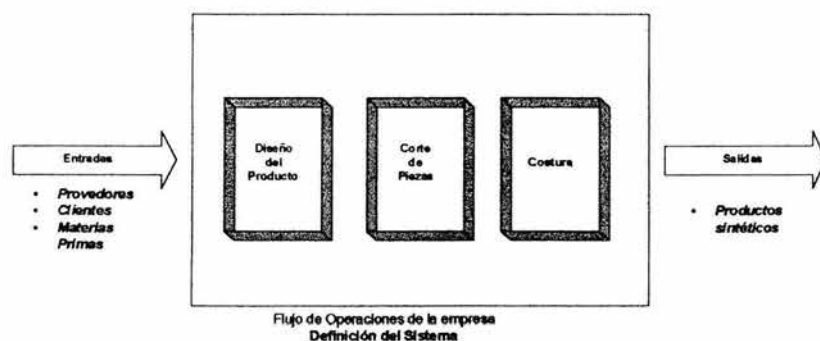 Entradas
• Provedores
• Clientes
• Materias
Primas
Diseño
del
Producto
Corte
de
Piezas
Costura
Salidas
• Productos
sintéticos
Flujo de Operaciones de la empresa
Definición del Sistema